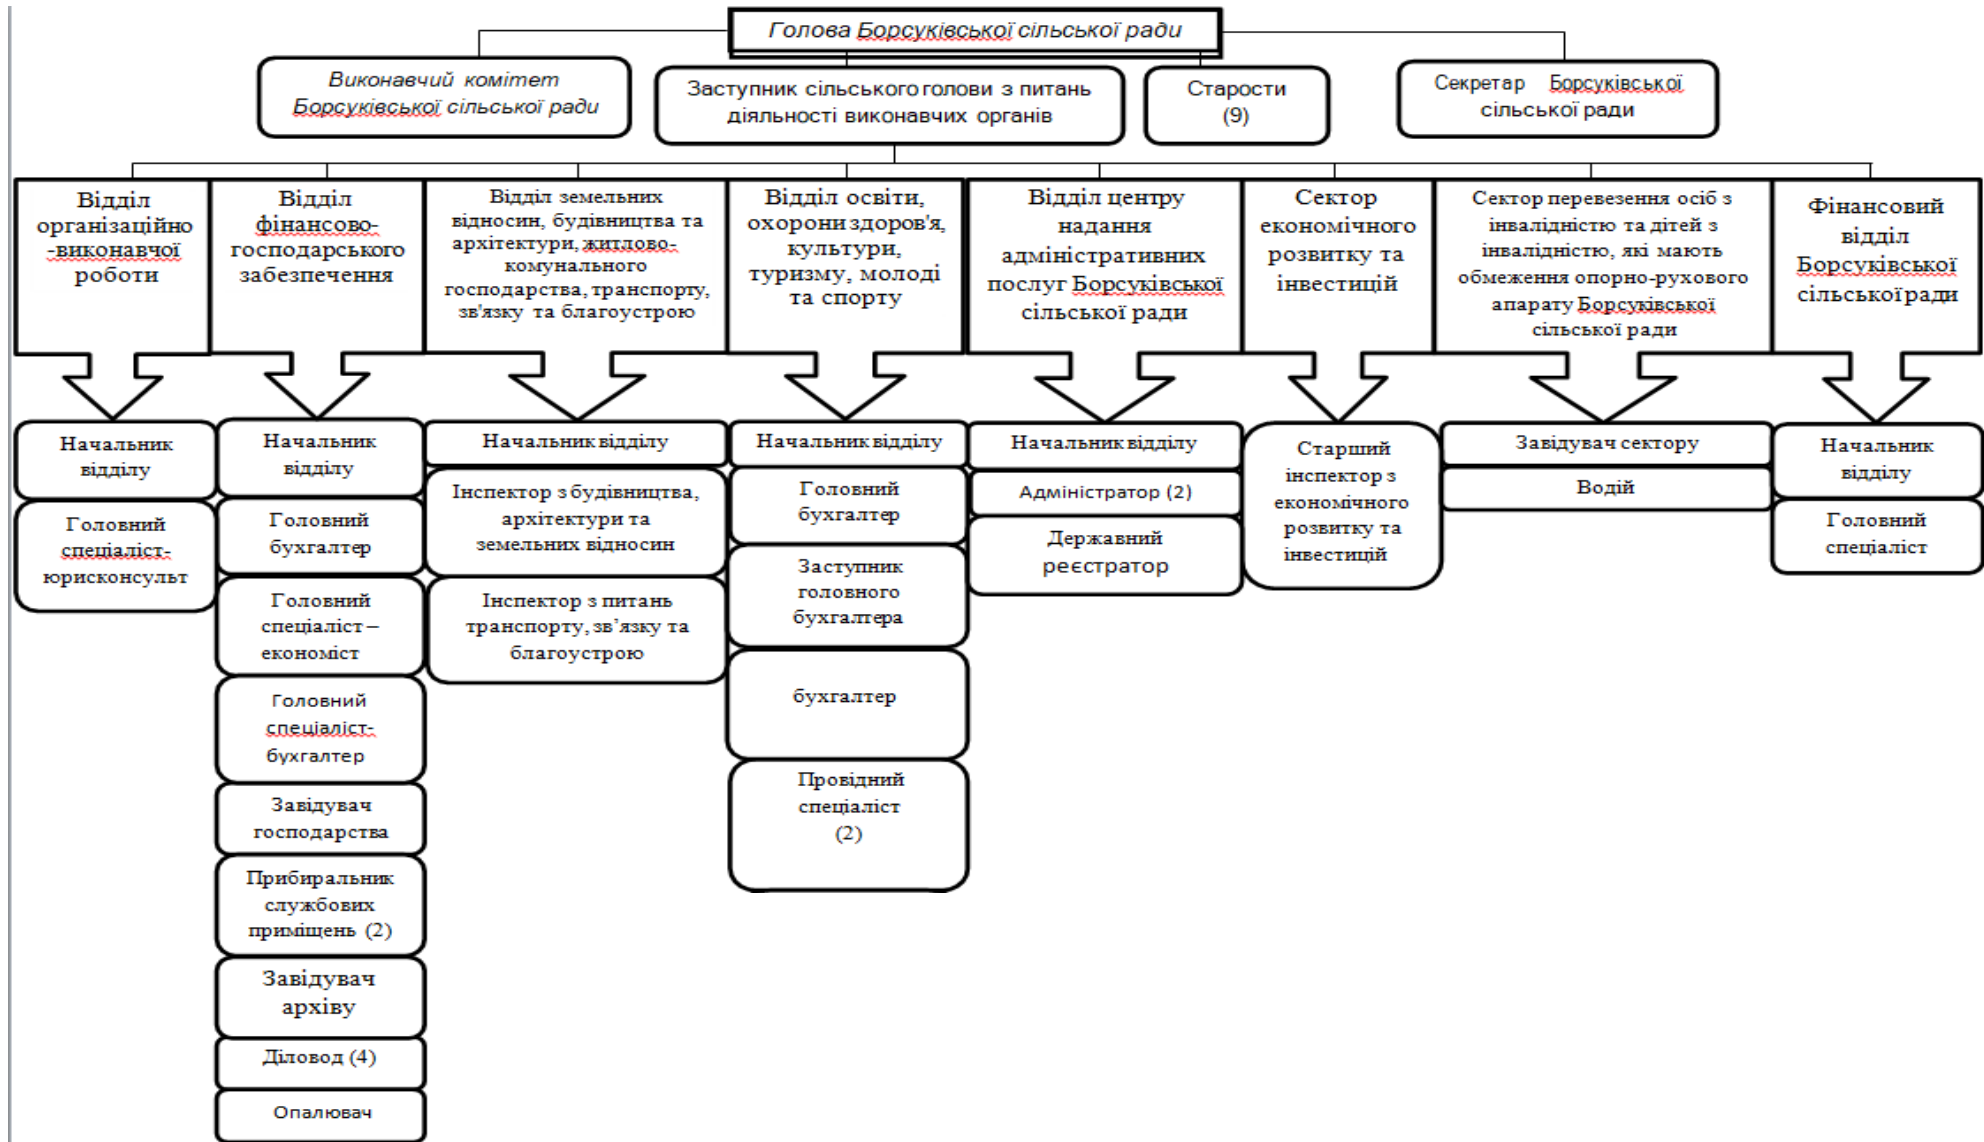 Голова Борсуківської сільської ради
Виконавчий комітет
Борсуківської сільської ради
Заступник сільського голови з питань
діяльності виконавчих органів
Старости
(9)
Секретар Борсуківської
сільської ради
Відділ
організаційно
-виконавчої
роботи
Відділ
фінансово-
господарського
забезпечення
Відділ земельних
відносин, будівництва та
архітектури, житлово-
комунального
господарства, транспорту,
зв'язку та благоустрою
Відділ освіти,
охорони здоров'я,
культури,
туризму, молоді
та спорту
Відділ центру
надання
адміністративних
послуг Борсуківської
сільської ради
Сектор
економічного
розвитку та
інвестицій
Сектор перевезення осіб з
інвалідністю та дітей з
інвалідністю, які мають
обмеження опорно-рухового
апарату Борсуківської
сільської ради
Фінансовий
відділ
Борсуківської
сільської ради
Начальник
відділу
Головний
спеціаліст-
юрисконсульт
Начальник
відділу
Головний
бухгалтер
Головний
спеціаліст –
економіст
Головний
спеціаліст-
бухгалтер
Завідувач
господарства
Прибиральник
службових
приміщень (2)
Завідувач
архіву
Діловод (4)
Опалювач
Начальник відділу
Інспектор з будівництва,
архітектури та
земельних відносин
Інспектор з питань
транспорту, зв’язку та
благоустрою
Начальник відділу
Головний
бухгалтер
Заступник
головного
бухгалтера
бухгалтер
Провідний
спеціаліст
(2)
Начальник відділу
Адміністратор (2)
Державний
реєстратор
Старший
інспектор з
економічного
розвитку та
інвестицій
Завідувач сектору
Водій
Начальник
відділу
Головний
спеціаліст